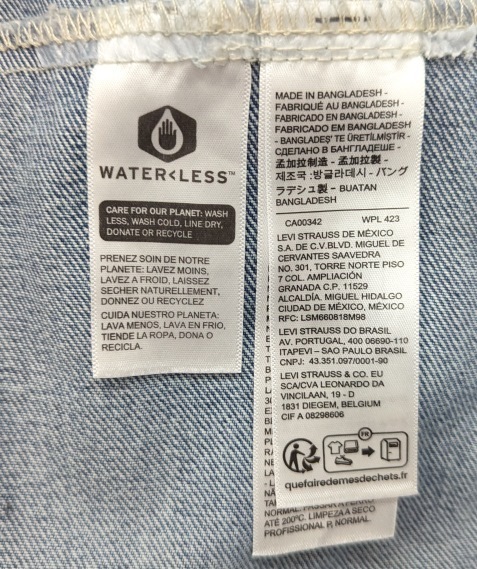 WATER<LESS™
CARE FOR OUR PLANET: WASH
LESS, WASH COLD, LINE DRY,
DONATE OR RECYCLE
PRENEZ SOIN DE NOTRE
PLANETE: LAVEZ MOINS,
LAVEZ A FROID, LAISSEZ
SECHER NATURELLEMENT,
DONNEZ OU RECYCLEZ
CUIDA NUESTRO PLANETA:
LAVA MENOS, LAVA EN FRIO,
TIENDE LA ROPA, DONA O
RECICLA.
MADE IN BANGLADESH -
FABRIQUÉ AU BANGLADESH -
FABRICADO EN BANGLADESH -
FABRICADO EM BANGLADESH
- BANGLADEŞ' TE ÜRETİLMİŞTİR -
СДЕЛАНО В БАНГЛАДЕШЕ -
孟加拉制造 - 孟加拉製 -
제조국 :방글라데시 - バング
ラデシュ製 - BUATAN
BANGLADESH
CA00342 WPL 423
LEVI STRAUSS DE MÉXICO
S.A. DE C.V.BLVD. MIGUEL DE
CERVANTES SAAVEDRA
NO. 301, TORRE NORTE PISO
7 COL. AMPLIACIÓN
GRANADA C.P. 11529
ALCALDÍA. MIGUEL HIDALGO
CIUDAD DE MÉXICO, MÉXICO
RFC: LSM660818M98
LEVI STRAUSS DO BRASIL
AV. PORTUGAL, 400 06690-110
ITAPEVI – SAO PAULO BRASIL
CNPJ: 43.351.097/0001-90
LEVI STRAUSS & CO. EU
SCA/CVA LEONARDO DA
VINCILAAN, 19 - D
1831 DIEGEM, BELGIUM
CIF A 08298606
FR
quefairedemesdechets.fr
NORMAL. PASSAR A FERRO
ATÉ 200ºC. LIMPEZA A SECO
PROFISSIONAL P, NORMAL.